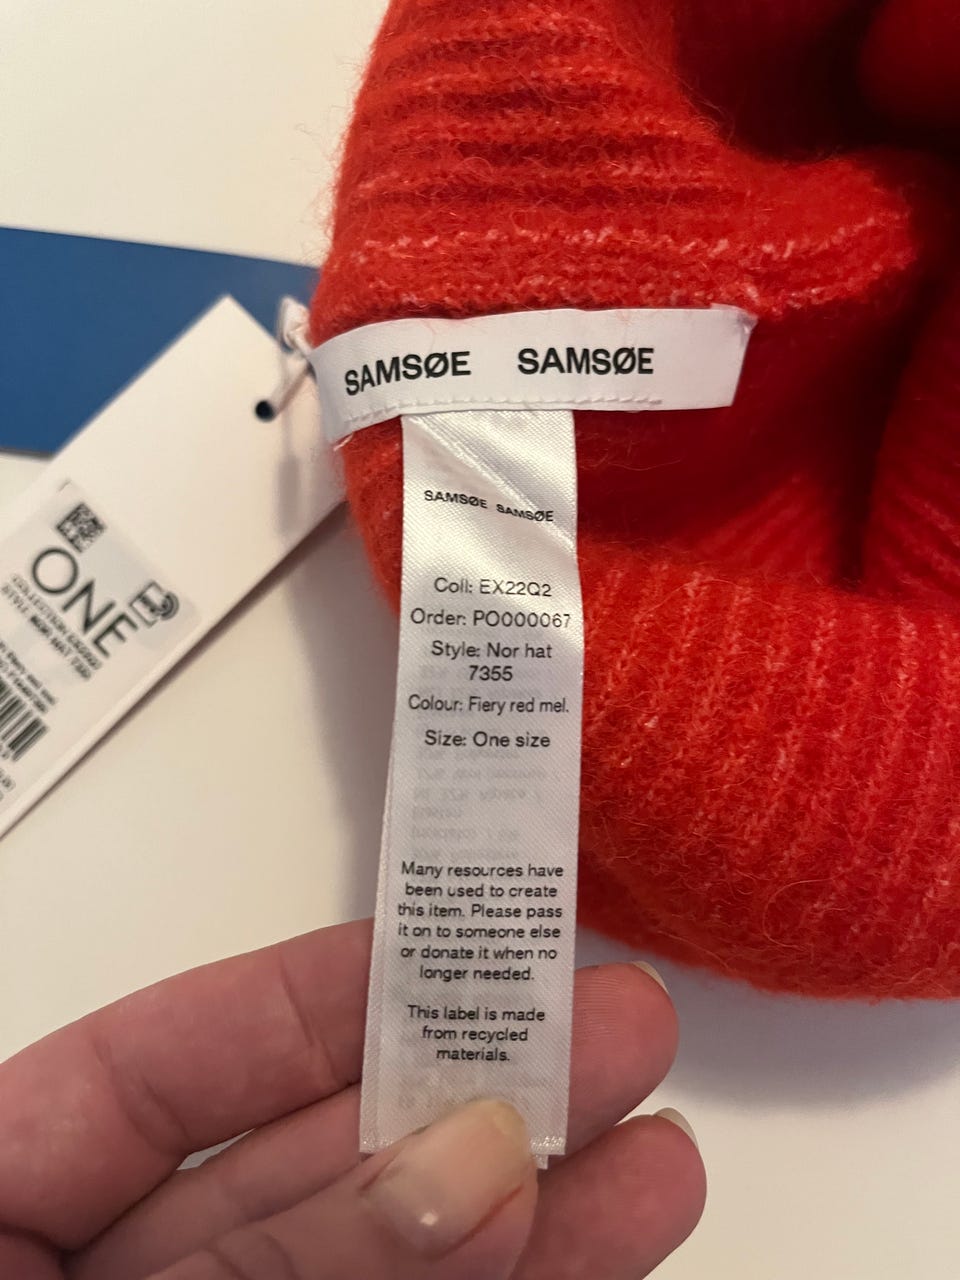 SAMSØE SAMSØE
SAMSØE SAMSØE
Coll: EX22Q2
Order: PO000067
Style: Nor hat
7355
Colour: Fiery red mel.
Size: One size
Many resources have
been used to create
this item. Please pass
it on to someone else
or donate it when no
longer needed.
This label is made
from recycled
materials.
ONE